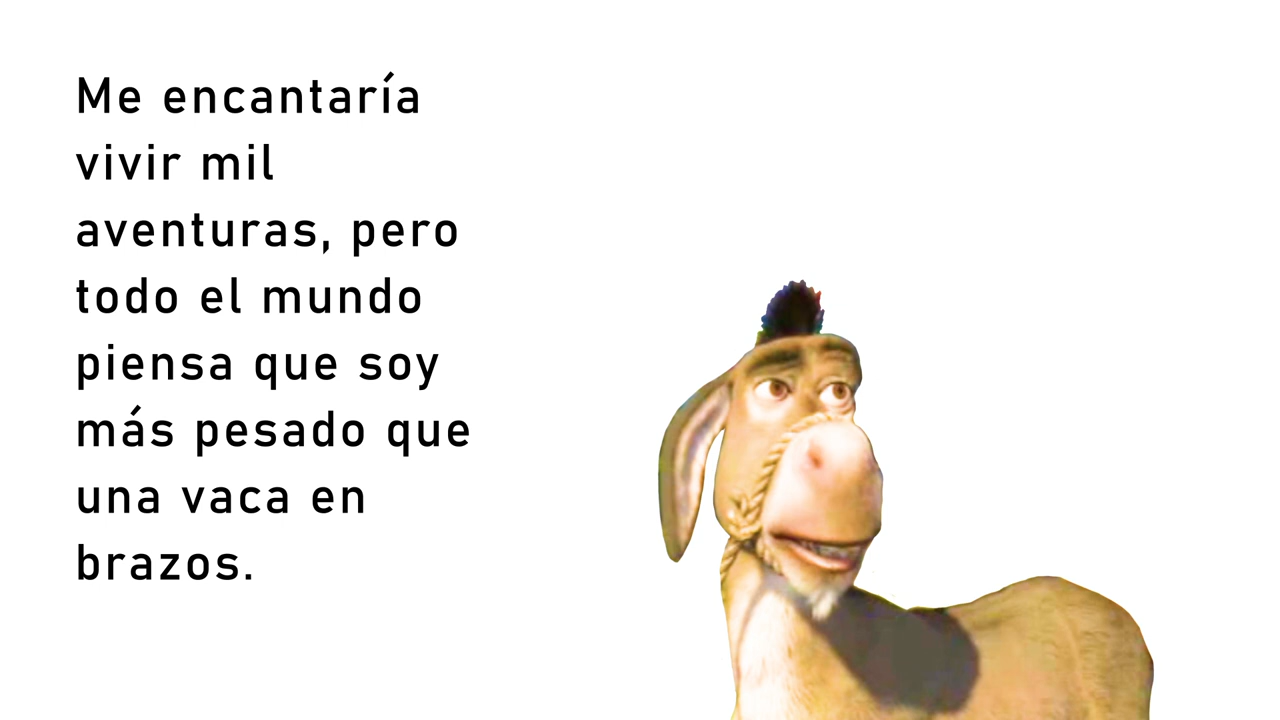 Me encantaría
vivir mil
aventuras, pero
todo el mundo
piensa que soy
más pesado que
una vaca en
brazos.